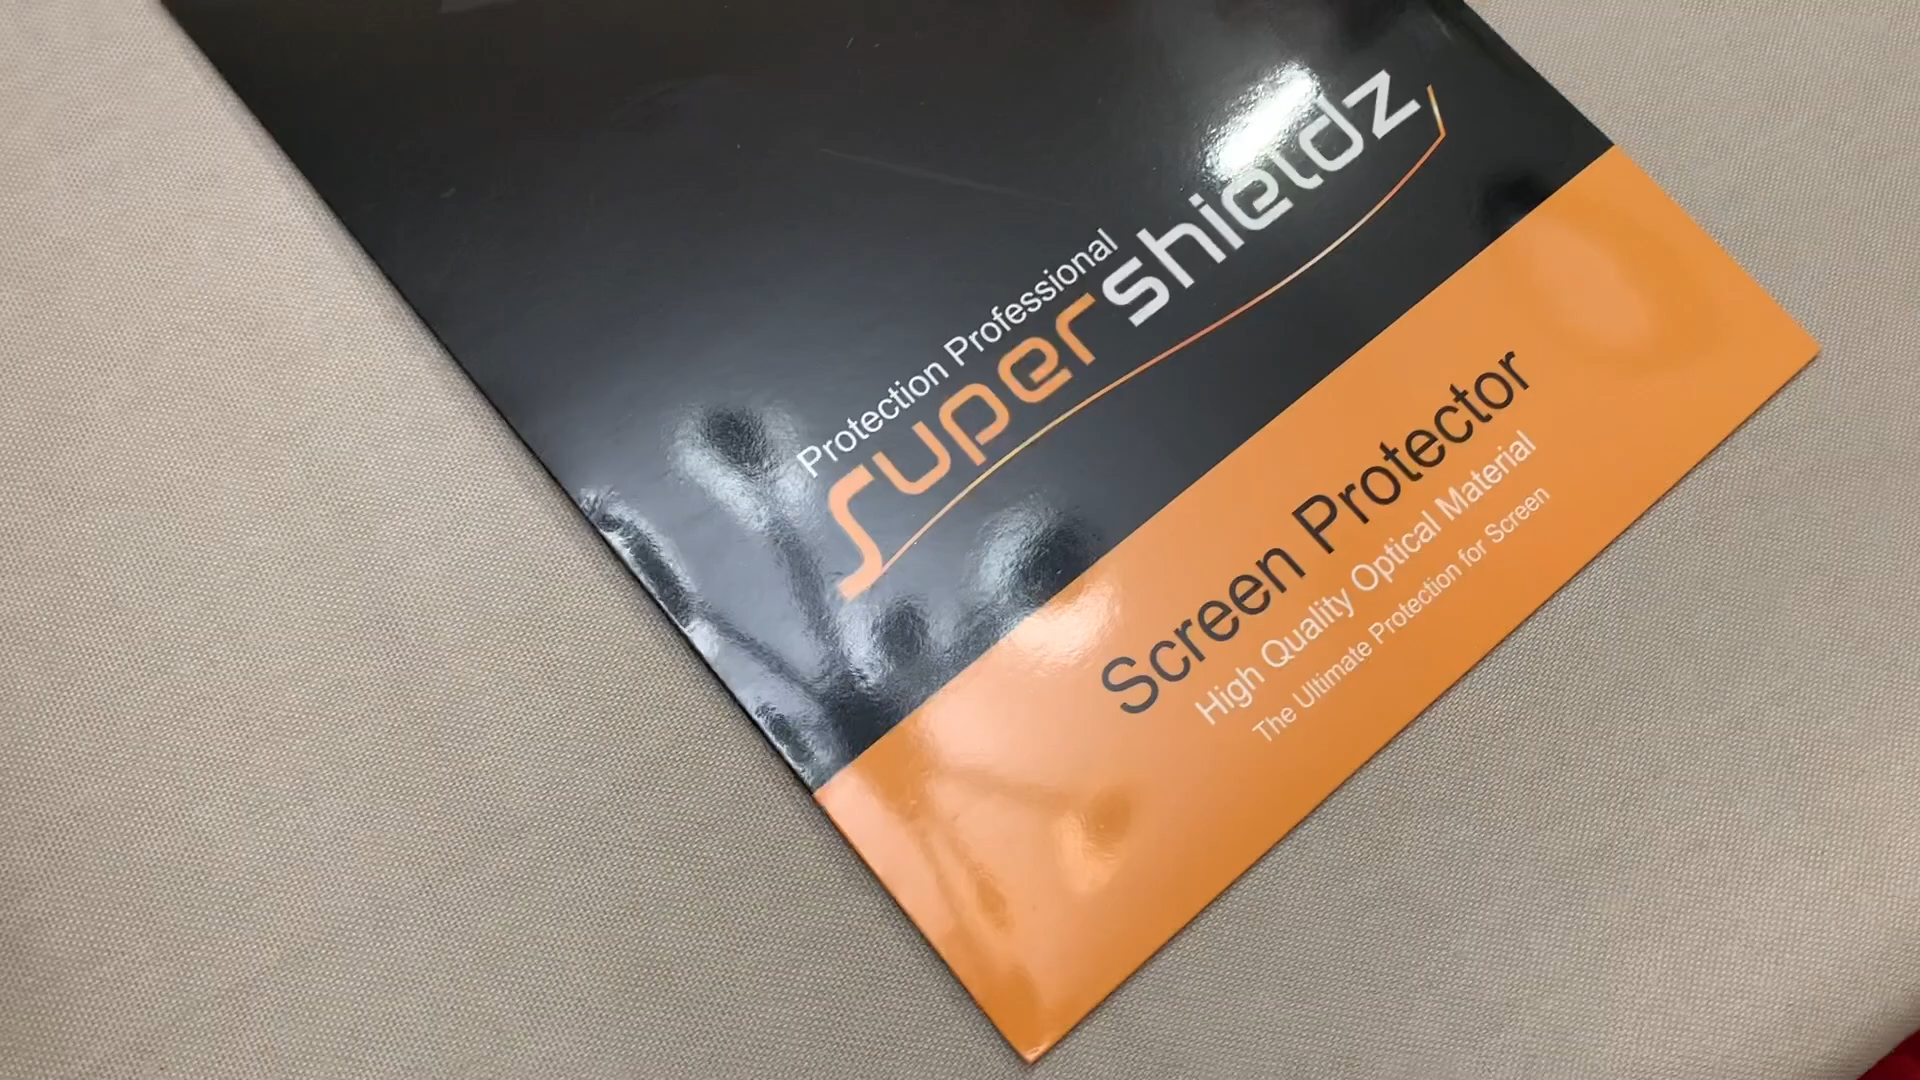 Protection Professional
supershieldz
Screen Protector
High Quality Optical Material
The Ultimate Protection for Screen